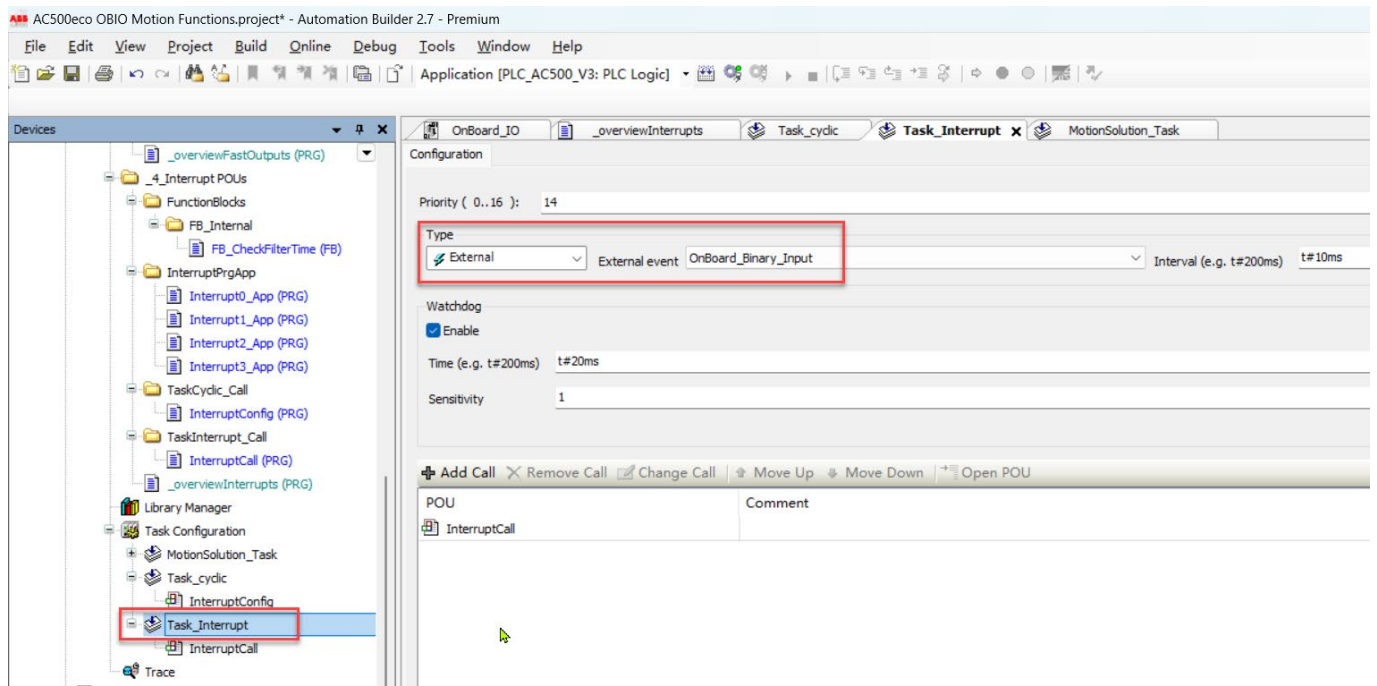 ABB AC500eco OBIO Motion Functions.project* - Automation Builder 2.7 - Premium
File Edit View Project Build Online Debug Tools Window Help
Application [PLC_AC500_V3: PLC Logic]
Devices
_overviewFastOutputs (PRG)
_4_Interrupt POUs
FunctionBlocks
FB_Internal
FB_CheckFilterTime (FB)
InterruptPrgApp
Interrupt0_App (PRG)
Interrupt1_App (PRG)
Interrupt2_App (PRG)
Interrupt3_App (PRG)
TaskCyclic_Call
InterruptConfig (PRG)
TaskInterrupt_Call
InterruptCall (PRG)
_overviewInterrupts (PRG)
Library Manager
Task Configuration
MotionSolution_Task
Task_cyclic
InterruptConfig
Task_Interrupt
InterruptCall
Trace
OnBoard_IO _overviewInterrupts Task_cyclic Task_Interrupt MotionSolution_Task
Configuration
Priority ( 0..16 ): 14
Type
External External event OnBoard_Binary_Input Interval (e.g. t#200ms) t#10ms
Watchdog
Enable
Time (e.g. t#200ms) t#20ms
Sensitivity 1
Add Call Remove Call Change Call Move Up Move Down Open POU
POU Comment
InterruptCall